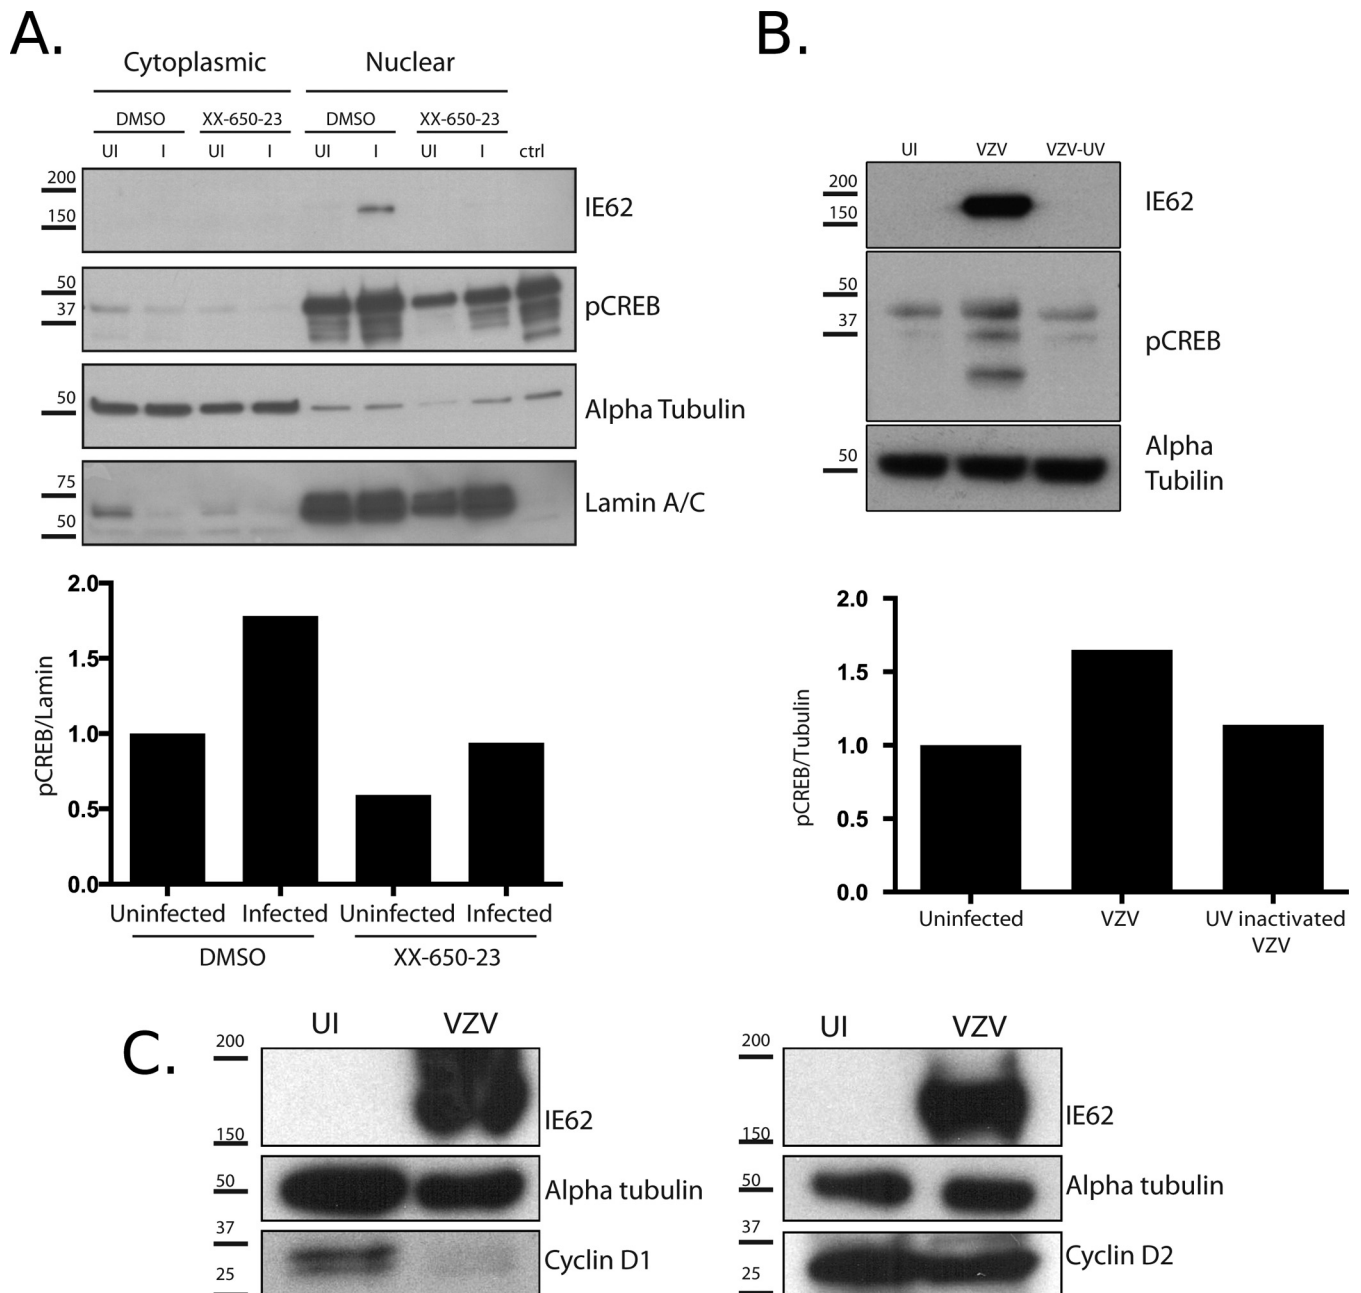 A.
Cytoplasmic Nuclear
DMSO XX-650-23 DMSO XX-650-23
UI I UI I UI I UI I ctrl
200
150
IE62
50
37
pCREB
50
Alpha Tubulin
75
50
Lamin A/C
2.0
1.5
1.0
0.5
0.0
pCREB/Lamin
Uninfected Infected Uninfected Infected
DMSO XX-650-23
B.
UI VZV VZV-UV
200
150
IE62
50
37
pCREB
50
Alpha
Tubilin
2.0
1.5
1.0
0.5
0.0
pCREB/Tubulin
Uninfected VZV UV inactivated
VZV
C.
UI VZV
200
150
IE62
50
Alpha tubulin
37
25
Cyclin D1
UI VZV
200
150
IE62
50
Alpha tubulin
37
25
Cyclin D2